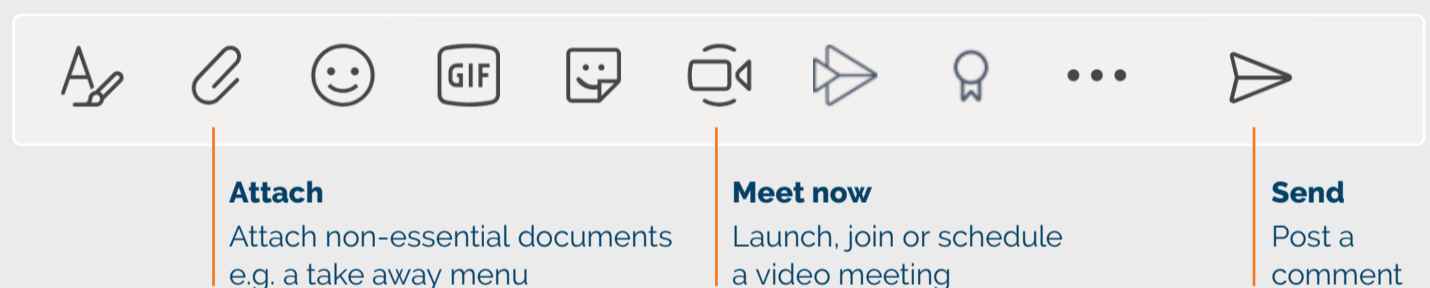 GIF
Attach
Attach non-essential documents
e.g. a take away menu
Meet now
Launch, join or schedule
a video meeting
Send
Post a
comment